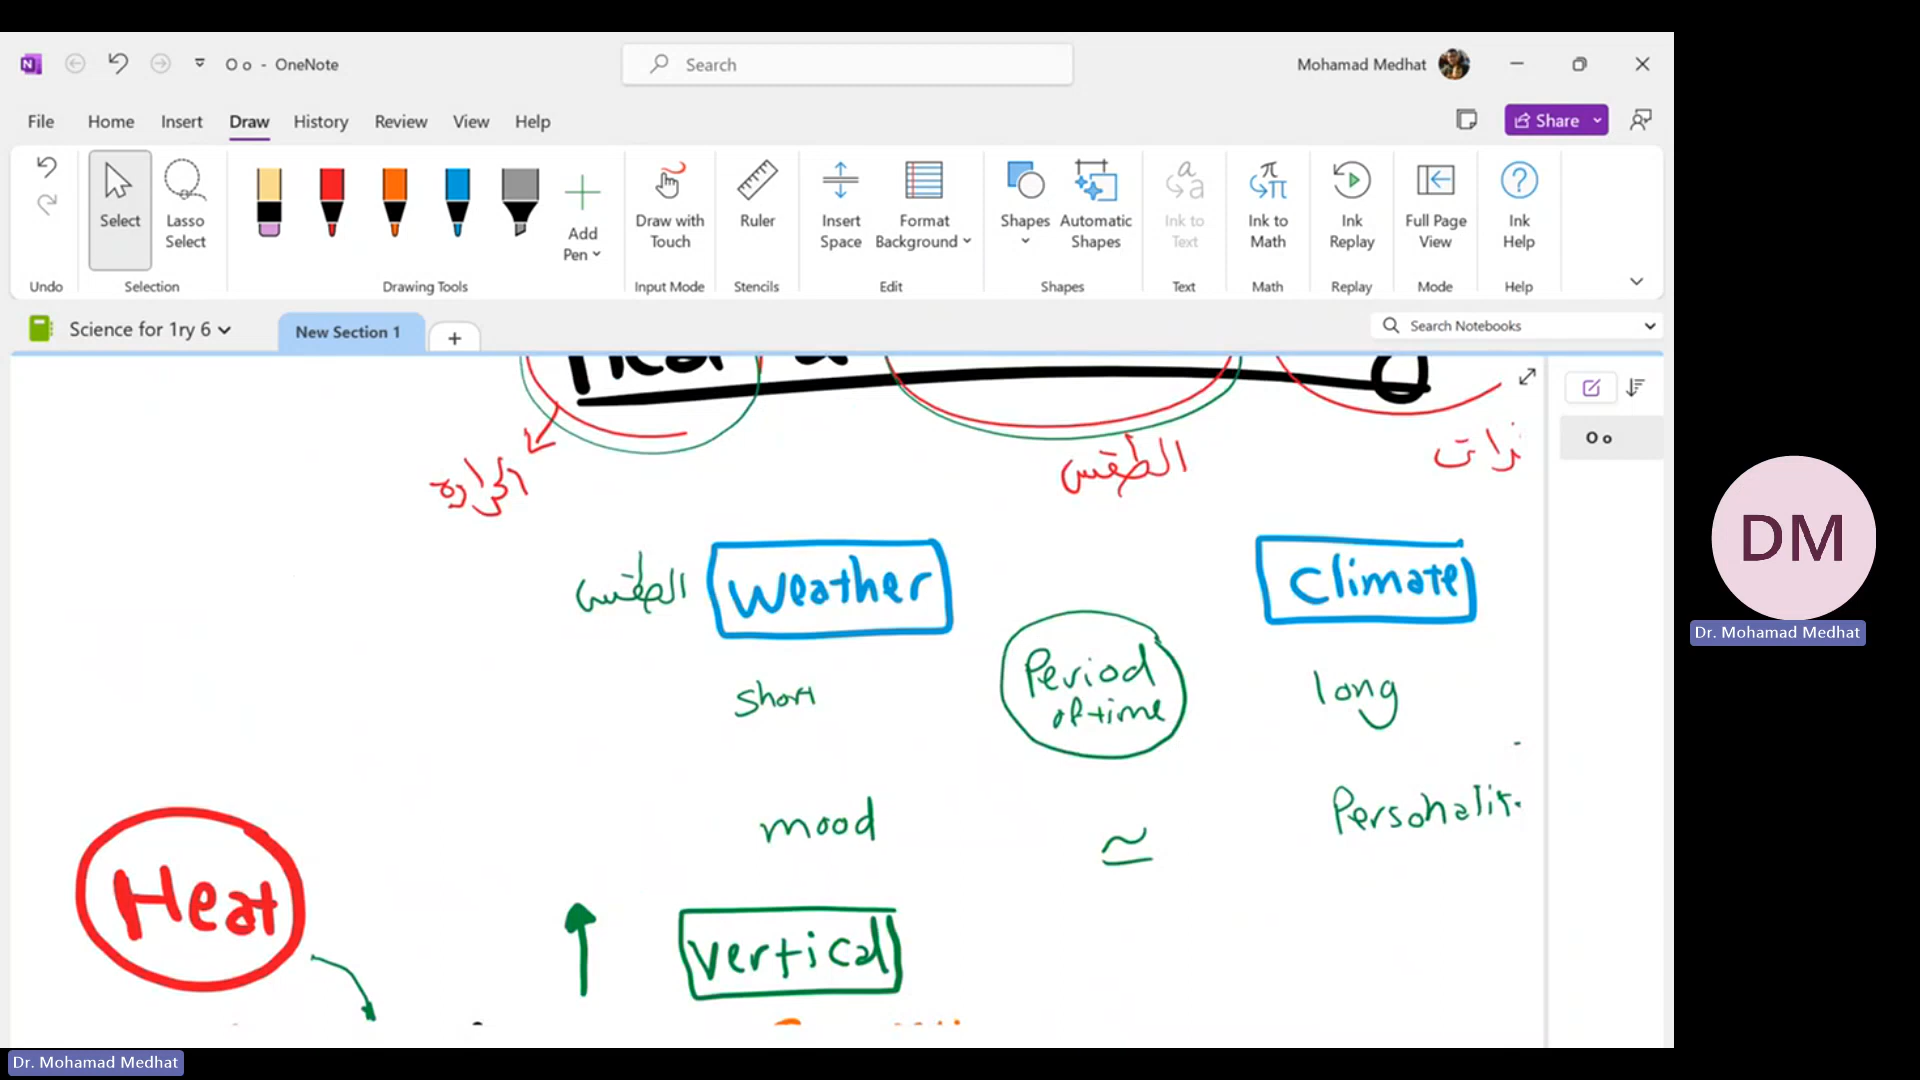 O o - OneNote
Search
Mohamad Medhat
File Home Insert Draw History Review View Help
Share
Select
Lasso Select
Add Pen
Draw with Touch
Ruler
Insert Space
Format Background
Shapes
Automatic Shapes
Ink to Text
Ink to Math
Ink Replay
Full Page View
Ink Help
Undo Selection Drawing Tools Input Mode Stencils Edit Shapes Text Math Replay Mode Help
Science for 1ry 6
New Section 1
Search Notebooks
O o
الحرارة
الطقس
الطقس
Weather
Climate
Period
of time
short
long
mood
≃
Personalit
Heat
vertical
DM
Dr. Mohamad Medhat
Dr. Mohamad Medhat